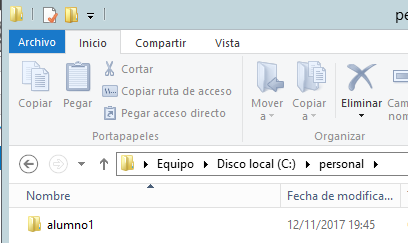 pe
Archivo Inicio Compartir Vista
Copiar
Pegar
Cortar
Copiar ruta de acceso
Pegar acceso directo
Portapapeles
Mover a
Copiar a
Eliminar
Cam
nom
Organizar
Equipo Disco local (C:) personal
Nombre Fecha de modifica...
alumno1 12/11/2017 19:45